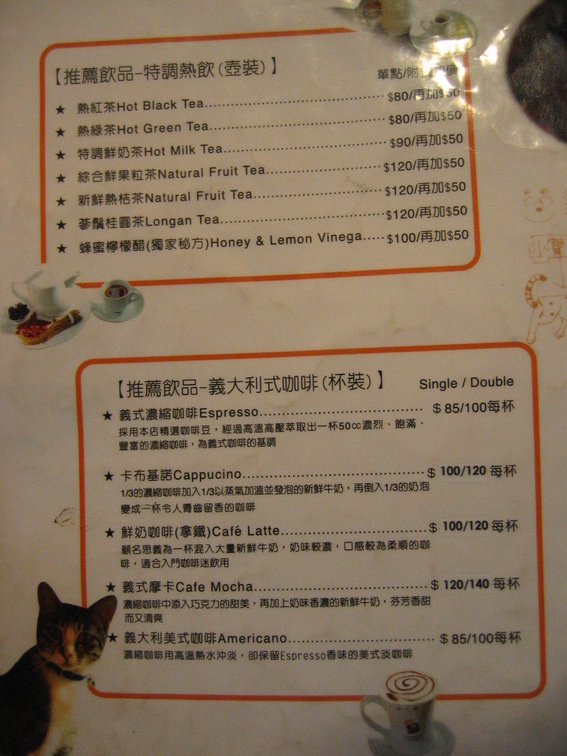 【推薦飲品-特調熱飲(壺裝)】 單點/附
★ 熱紅茶Hot Black Tea......$80/再加$50
★ 熱綠茶Hot Green Tea......$80/再加$50
★ 特調鮮奶茶Hot Milk Tea......$90/再加$50
★ 綜合鮮果粒茶Natural Fruit Tea......$120/再加$50
★ 新鮮熱桔茶Natural Fruit Tea......$120/再加$50
★ 蔘鬚桂圓茶Longan Tea......$120/再加$50
★ 蜂蜜檸檬醋(獨家秘方)Honey & Lemon Vinega.....$100/再加$50
【推薦飲品-義大利式咖啡(杯裝)】 Single / Double
★ 義式濃縮咖啡Espresso...... $85/100每杯
採用本店精選咖啡豆，經過高溫高壓萃取出一杯50cc濃烈、飽滿、
豐富的濃縮咖啡，為義式咖啡的基調
★ 卡布基諾Cappucino...... $ 100/120 每杯
1/3的濃縮咖啡加入1/3以蒸氣加溫並發泡的新鮮牛奶，再倒入1/3的奶泡
變成一杯令人齊齒留香的咖啡
★ 鮮奶咖啡(拿鐵)Café Latte......$ 100/120 每杯
顧名思義為一杯混入大量新鮮牛奶，奶味較濃，口感較為柔順的咖
啡，適合入門咖啡迷飲用
★ 義式摩卡Cafe Mocha......$ 120/140 每杯
濃縮咖啡中添入巧克力的甜美，再加上奶味香濃的新鮮牛奶，芬芳香甜
而又清爽
★ 義大利美式咖啡Americano...... $85/100每杯
濃縮咖啡用高溫熱水沖淡，卻保留Espresso香味的美式淡咖啡